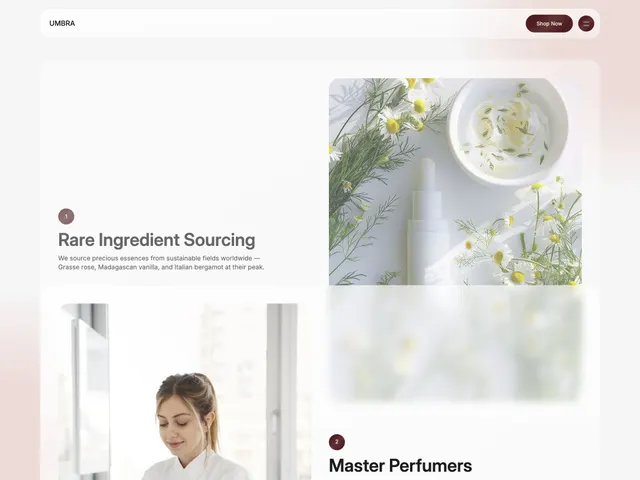 UMBRA
Shop Now
1
Rare Ingredient Sourcing
We source precious essences from sustainable fields worldwide —
Grasse rose, Madagascan vanilla, and Italian bergamot at their peak.
2
Master Perfumers